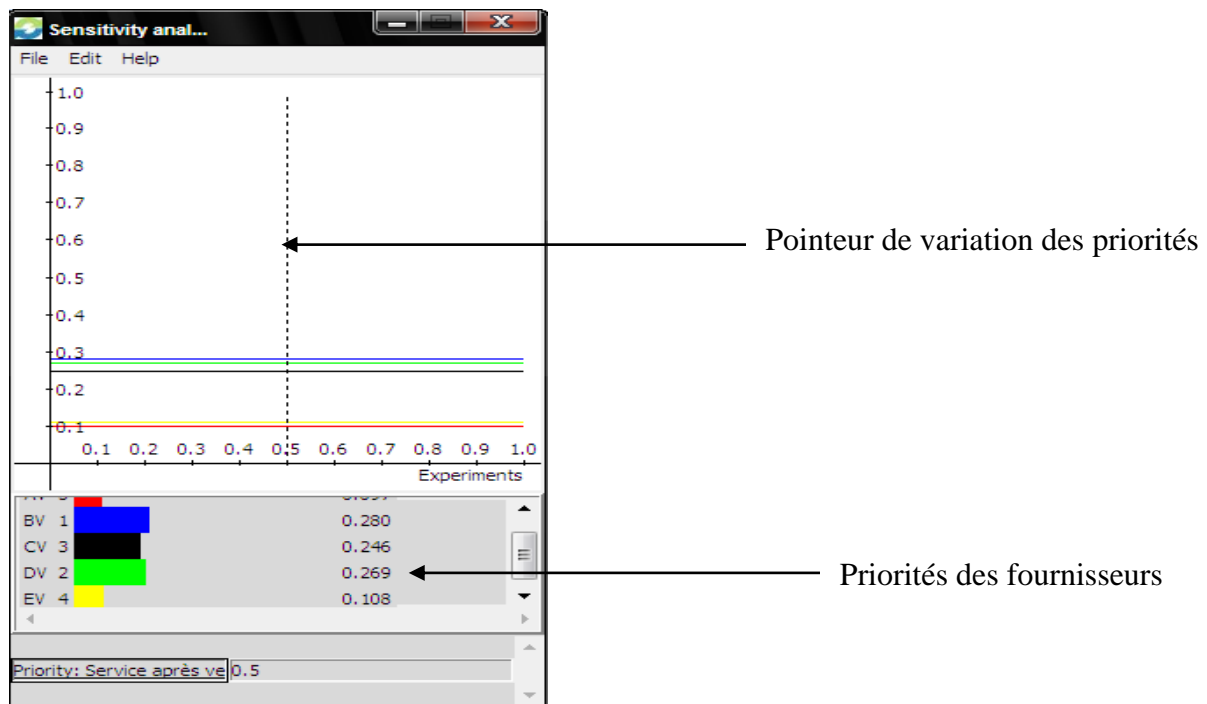 Sensitivity anal...
File Edit Help
1.0
0.9
0.8
0.7
0.6
0.5
0.4
0.3
0.2
0.1
0.1 0.2 0.3 0.4 0.5 0.6 0.7 0.8 0.9 1.0
Experiments
Pointeur de variation des priorités
BV 1 0.280
CV 3 0.246
DV 2 0.269
EV 4 0.108
Priorités des fournisseurs
Priority: Service après ve 0.5